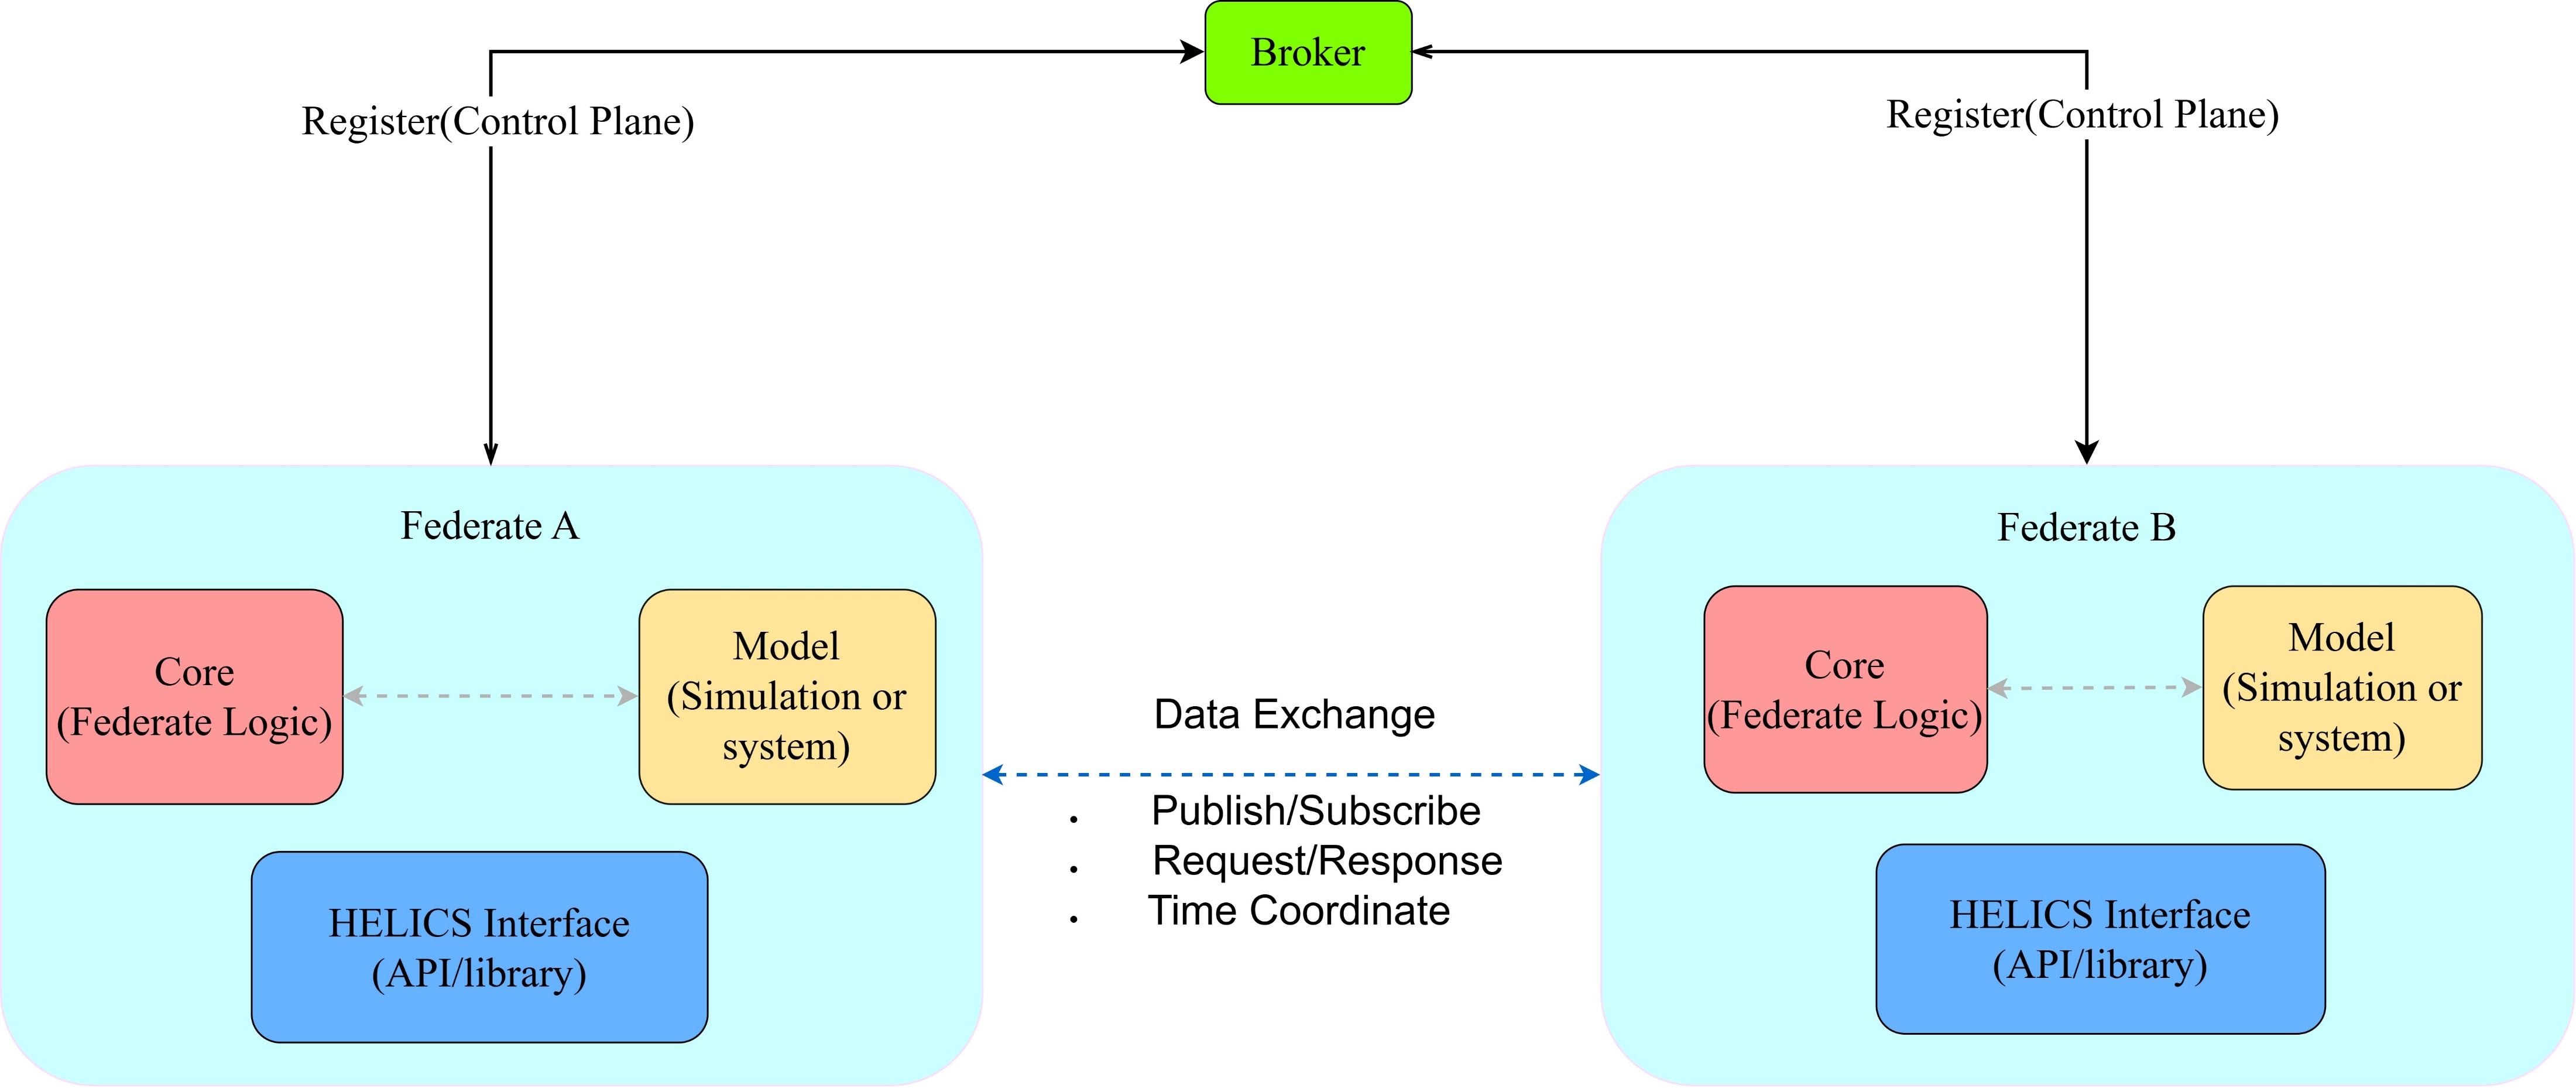 Broker
Register(Control Plane)
Register(Control Plane)
Federate A
Core
(Federate Logic)
Model
(Simulation or
system)
HELICS Interface
(API/library)
Data Exchange
Publish/Subscribe
Request/Response
Time Coordinate
Federate B
Core
(Federate Logic)
Model
(Simulation or
system)
HELICS Interface
(API/library)